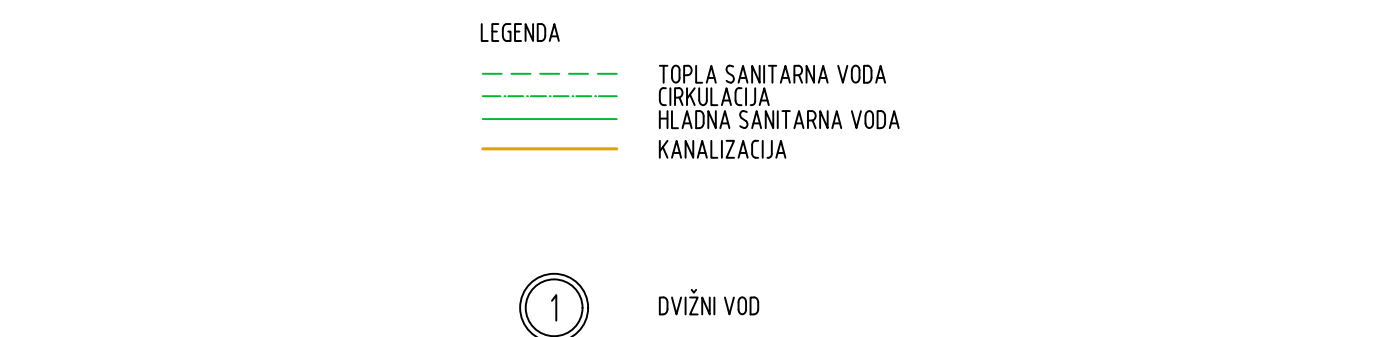 LEGENDA
TOPLA SANITARNA VODA
CIRKULACIJA
HLADNA SANITARNA VODA
KANALIZACIJA
1 DVIŽNI VOD